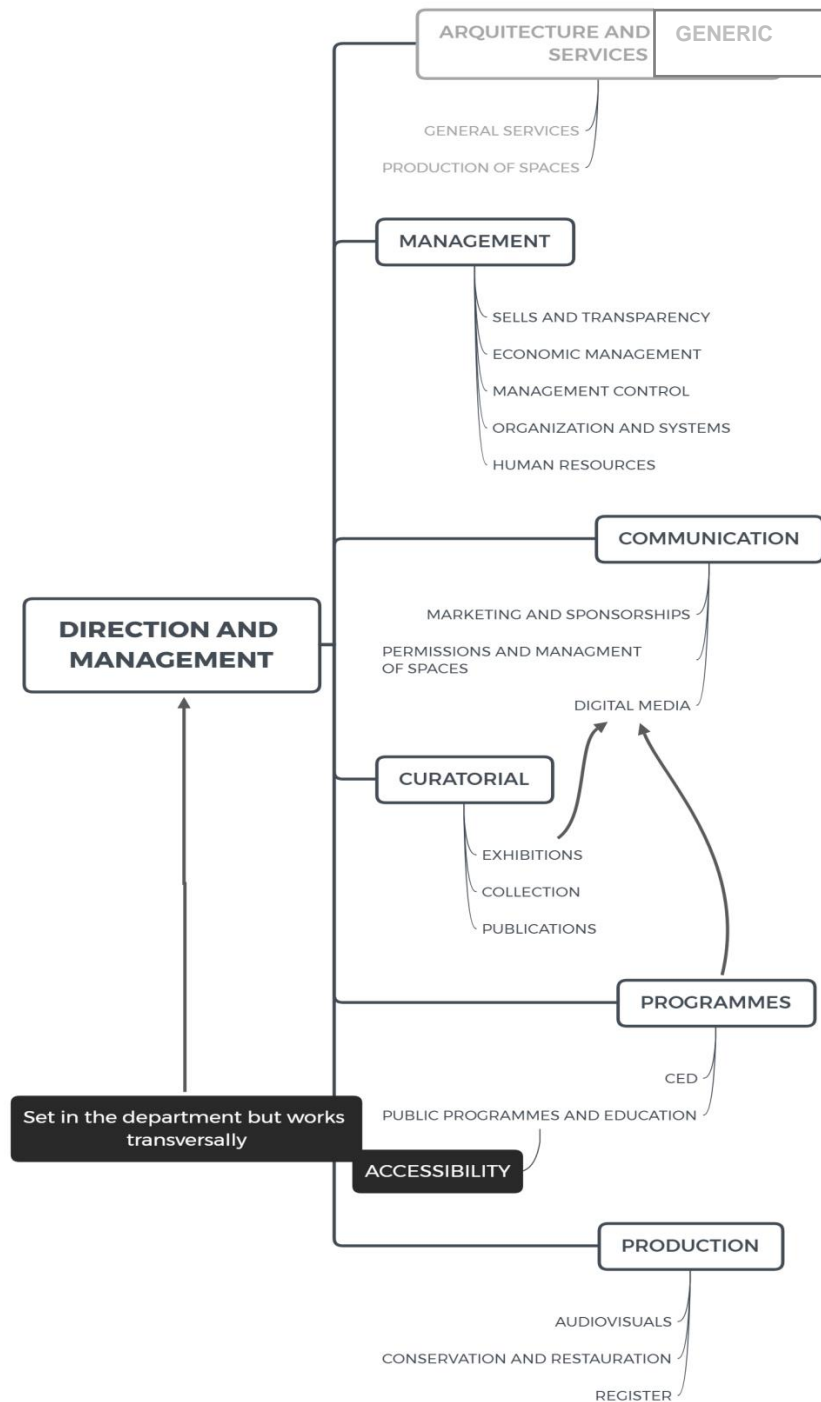 ARQUITECTURE AND
GENERIC
SERVICES
GENERAL SERVICES
PRODUCTION OF SPACES
MANAGEMENT
SELLS AND TRANSPARENCY
ECONOMIC MANAGEMENT
MANAGEMENT CONTROL
ORGANIZATION AND SYSTEMS
HUMAN RESOURCES
COMMUNICATION
MARKETING AND SPONSORSHIPS
PERMISSIONS AND MANAGMENT
OF SPACES
DIGITAL MEDIA
DIRECTION AND
MANAGEMENT
CURATORIAL
EXHIBITIONS
COLLECTION
PUBLICATIONS
PROGRAMMES
CED
PUBLIC PROGRAMMES AND EDUCATION
Set in the department but works
transversally
ACCESSIBILITY
PRODUCTION
AUDIOVISUALS
CONSERVATION AND RESTAURATION
REGISTER